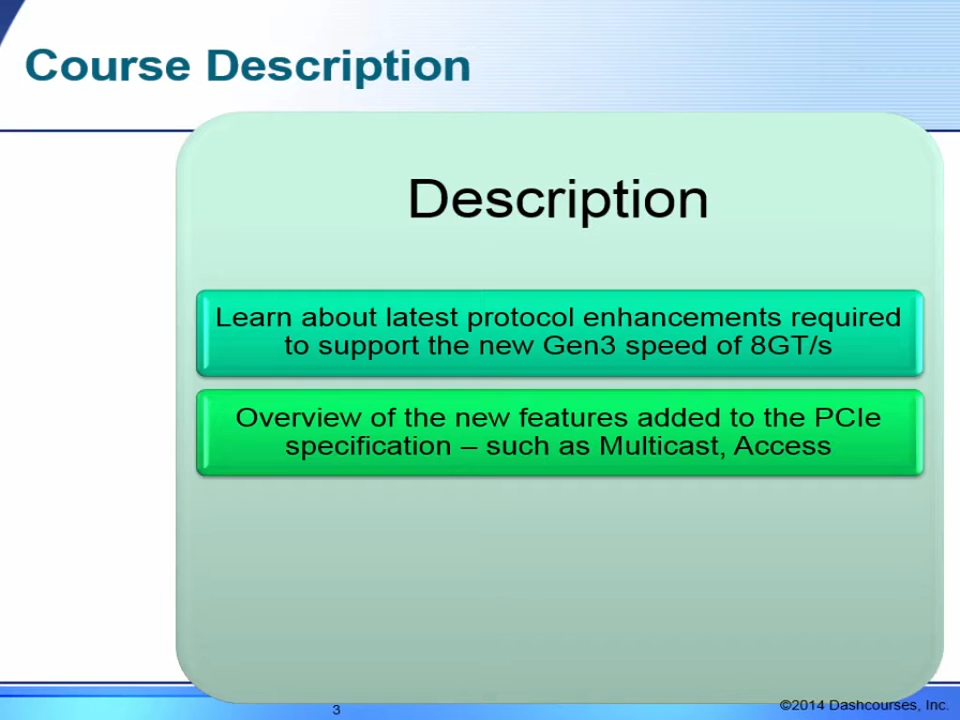 Course Description
Description
Learn about latest protocol enhancements required
to support the new Gen3 speed of 8GT/s
Overview of the new features added to the PCIe
specification – such as Multicast, Access
3
©2014 Dashcourses, Inc.